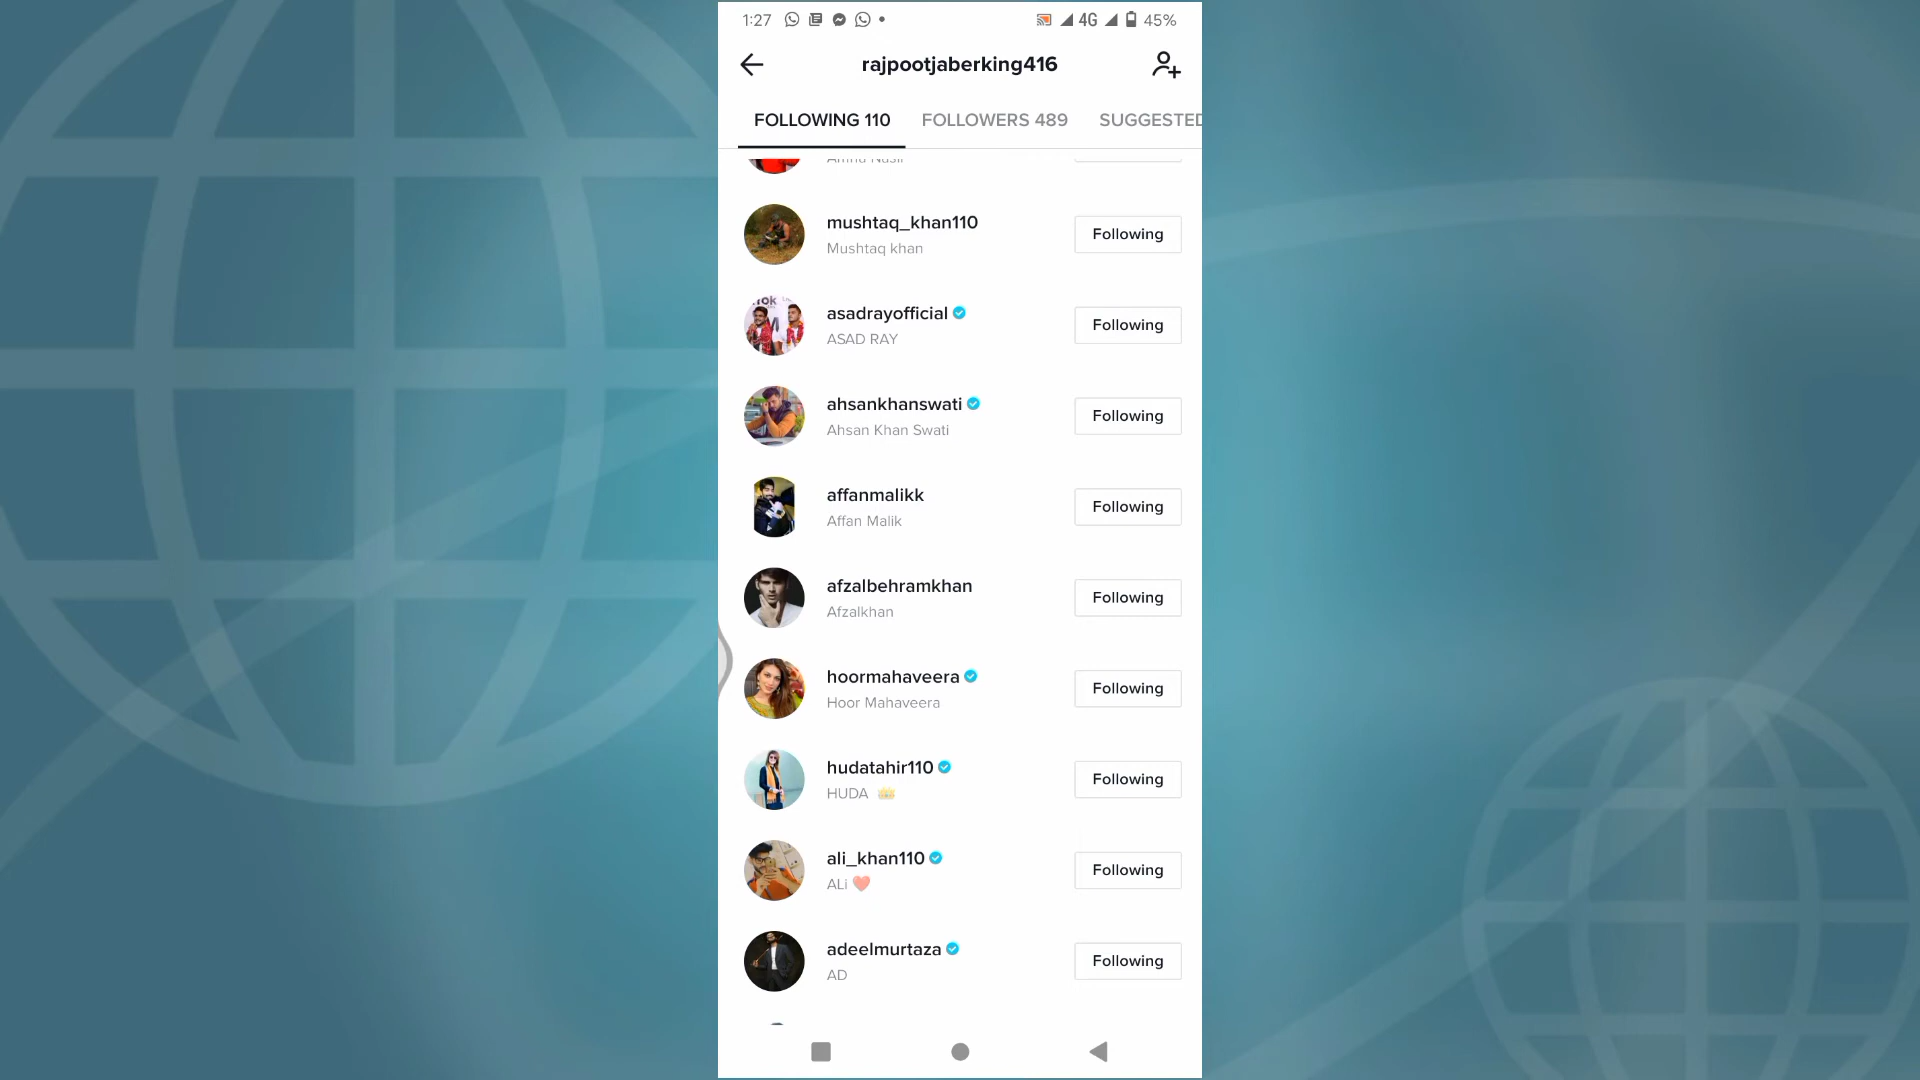 1:27 4G 45%
rajpootjaberking416
FOLLOWING 110 FOLLOWERS 489 SUGGESTED
mushtaq_khan110
Mushtaq khan
Following
asadrayofficial
ASAD RAY
Following
ahsankhanswati
Ahsan Khan Swati
Following
affanmalikk
Affan Malik
Following
afzalbehramkhan
Afzalkhan
Following
hoormahaveera
Hoor Mahaveera
Following
hudatahir110
HUDA 👑
Following
ali_khan110
ALi ❤️
Following
adeelmurtaza
AD
Following